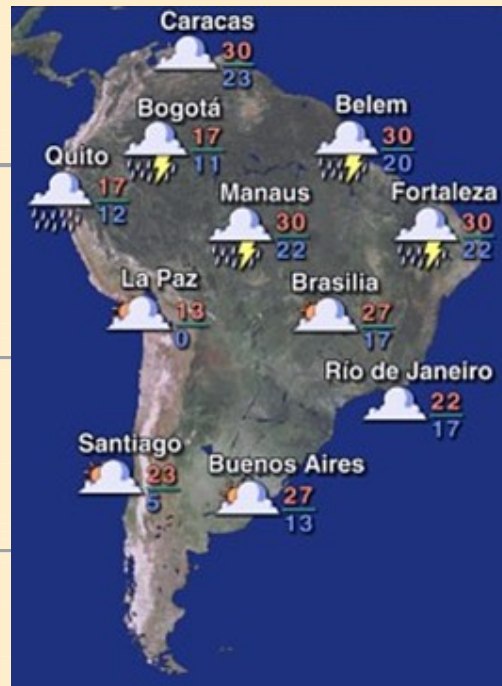 Caracas
30
23
Bogotá
17
11
Belem
30
20
Quito
17
12
Manaus
30
22
Fortaleza
30
22
La Paz
13
0
Brasilia
27
17
Río de Janeiro
22
17
Santiago
23
5
Buenos Aires
27
13